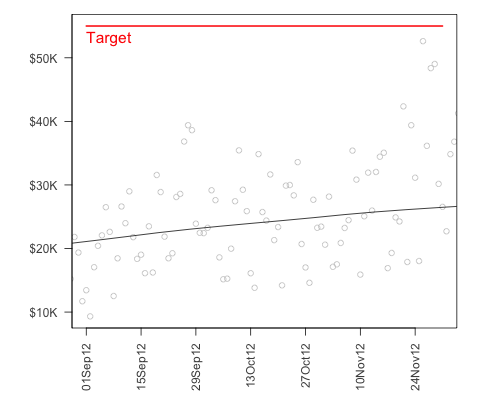 Target
$50K
$40K
$30K
$20K
$10K
01Sep12
15Sep12
29Sep12
13Oct12
27Oct12
10Nov12
24Nov12